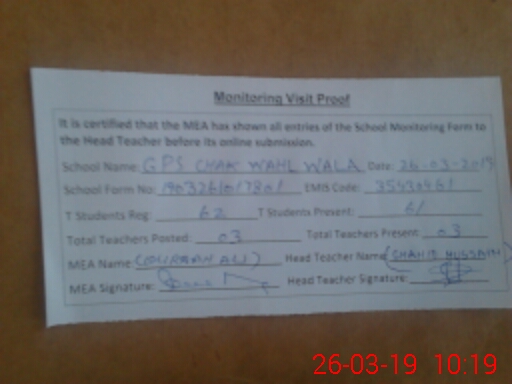 Monitoring Visit Proof
It is certified that the MEA has shown all entries of the School Monitoring Form to
the Head Teacher before its online submission.
School Name: GPS CHAK WAHL WALA Date: 26-03-2019
School Form No: EMIS Code:
T Students Reg: 62 T Students Present: 61
Total Teachers Posted: 03 Total Teachers Present: 03
MEA Name ALI) Head Teacher Name (SHAHID HUSSAIN)
MEA Signature: Head Teacher Signature:
26-03-19 10:19